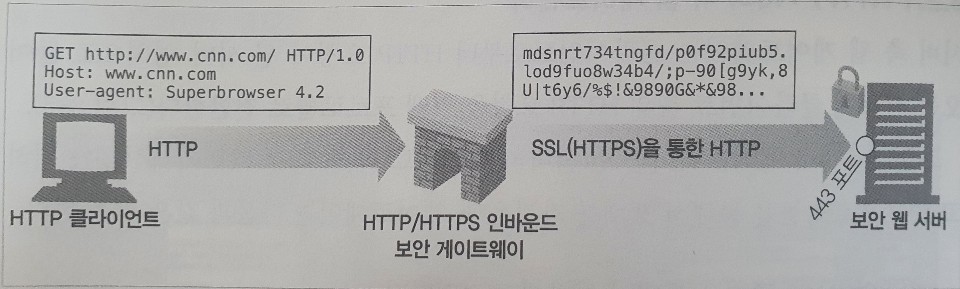 GET http://www.cnn.com/ HTTP/1.0
Host: www.cnn.com
User-agent: Superbrowser 4.2
mdsnrt734tngfd/p0f92piub5.
lod9fuo8w34b4/;p-90[g9yk,8
U|t6y6/%$!&9890G&*&98...
HTTP
SSL(HTTPS)을 통한 HTTP
443 포트
HTTP 클라이언트
HTTP/HTTPS 인바운드
보안 게이트웨이
보안 웹 서버